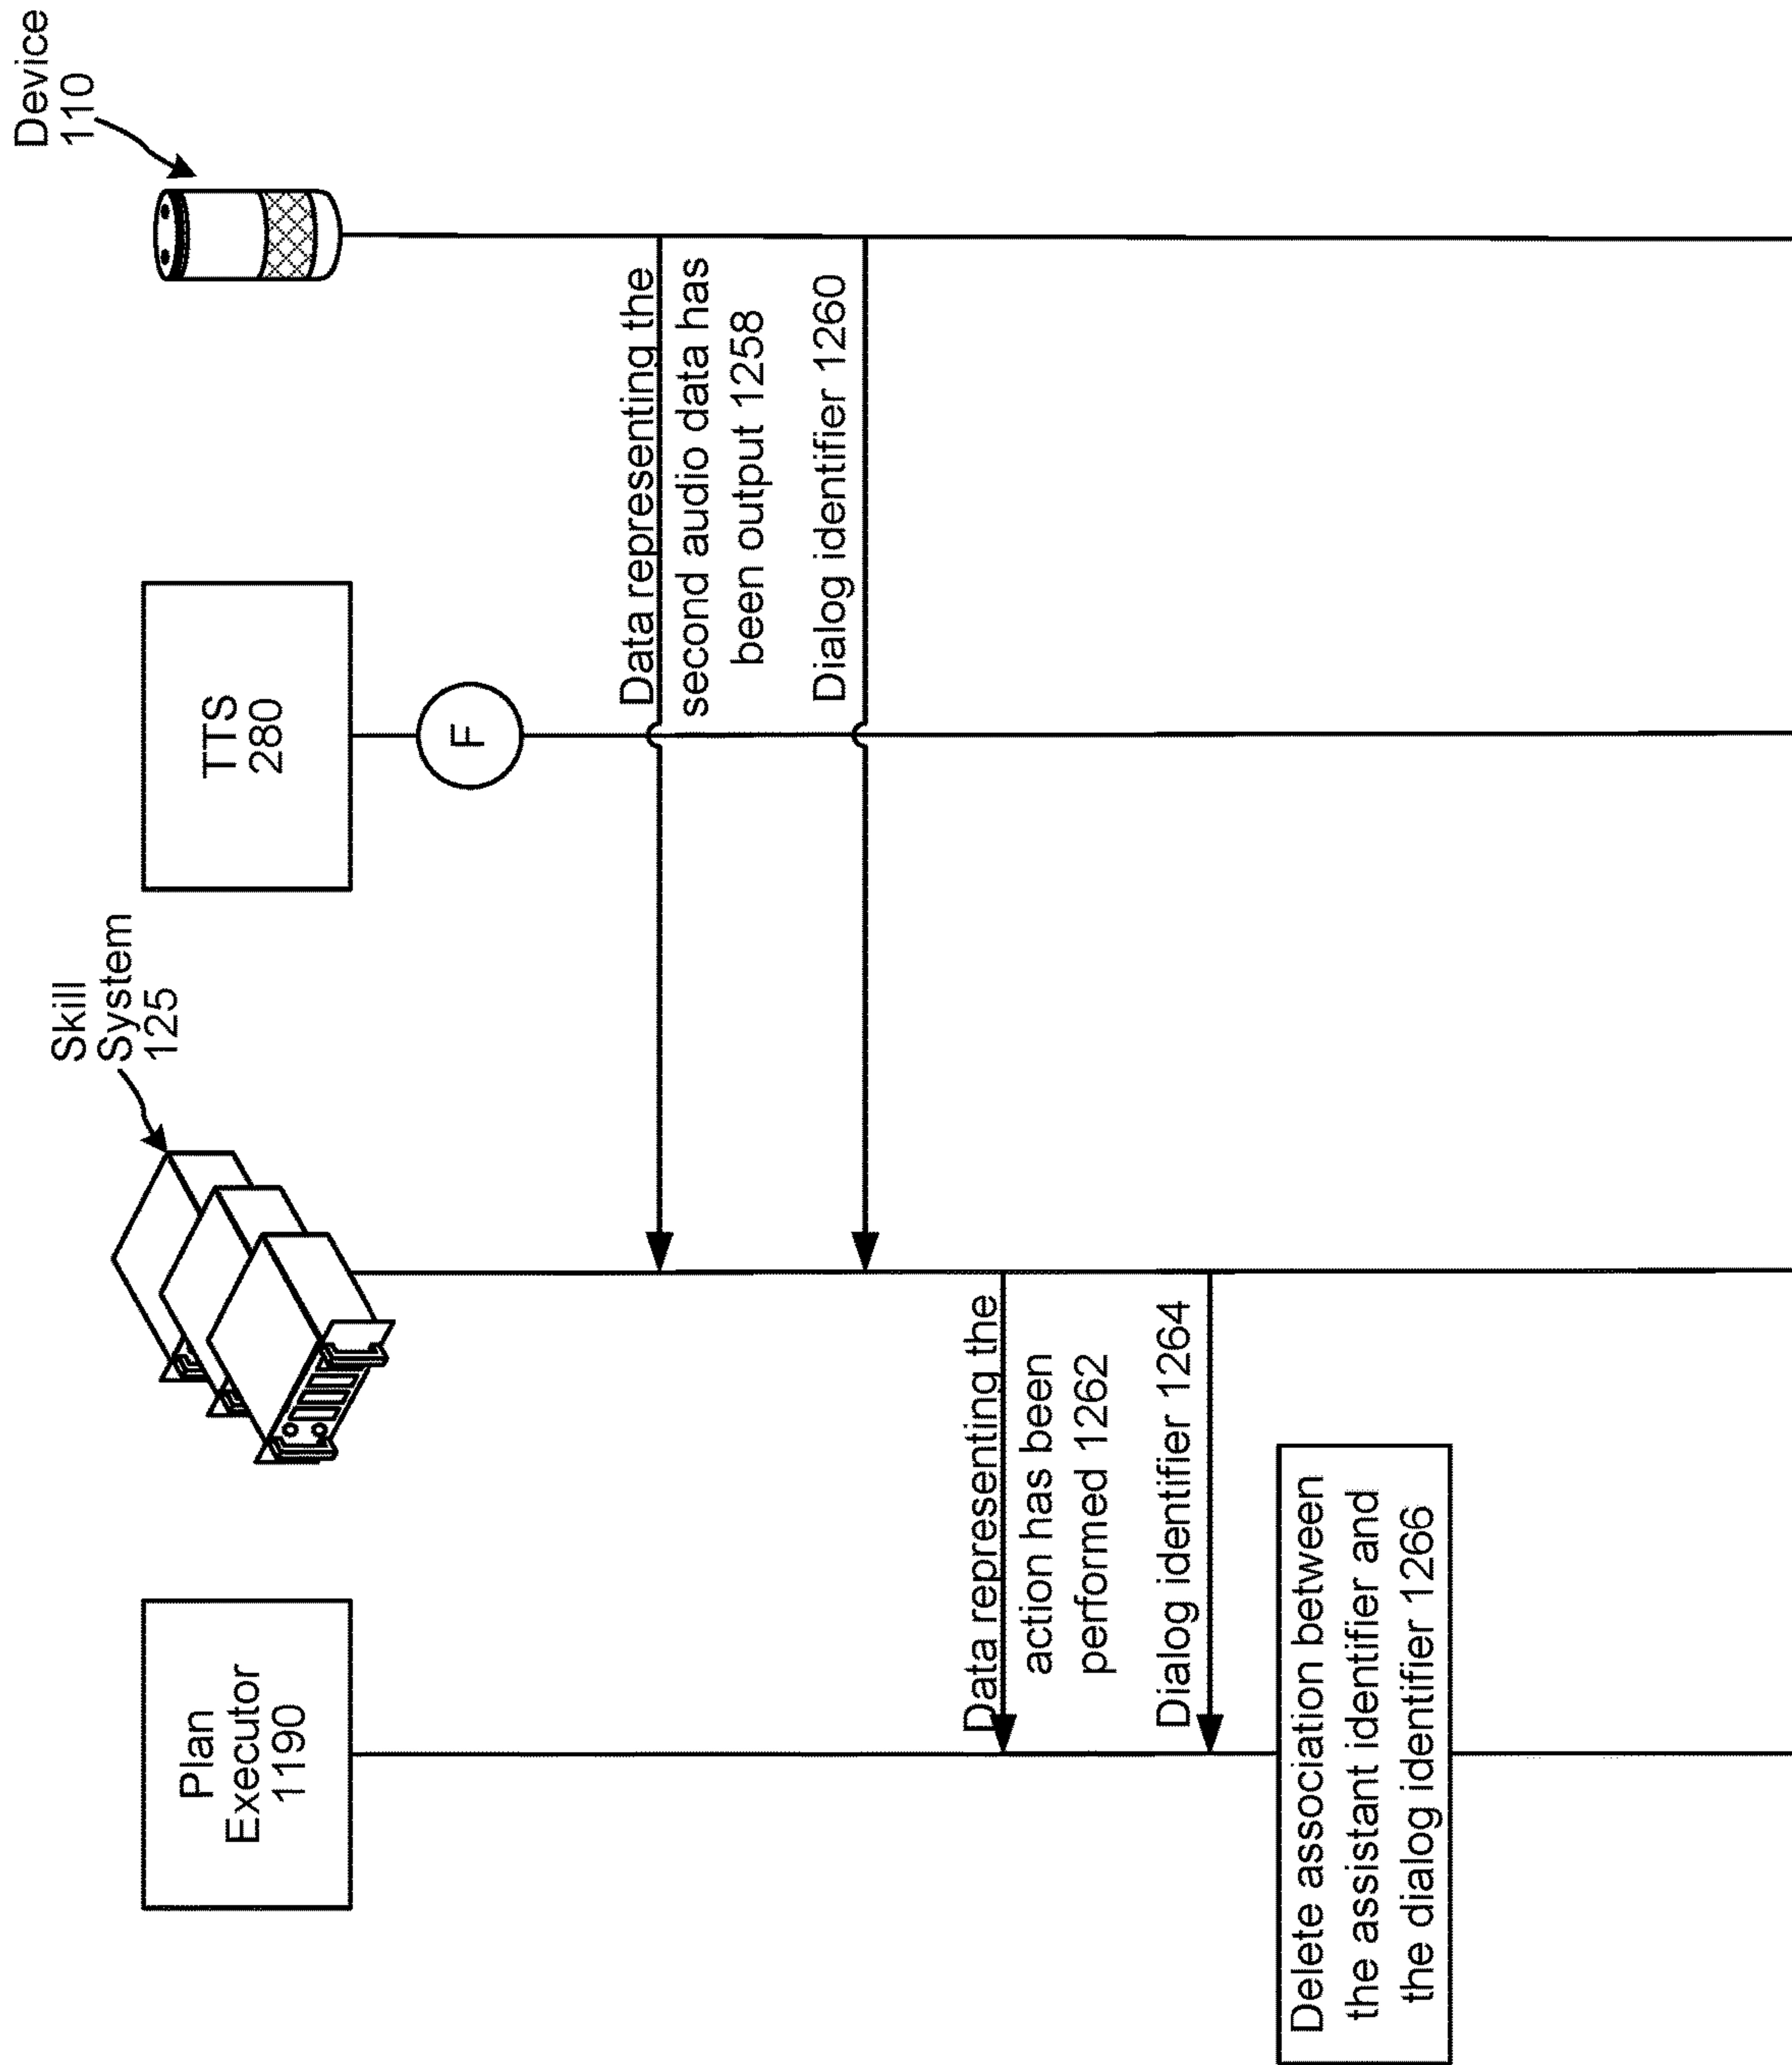 Plan
Executor
1190
Skill
System
125
TTS
280
Device
110
F
Data representing the
second audio data has
been output 1258
Dialog identifier 1260
Data representing the
action has been
performed 1262
Dialog identifier 1264
Delete association between
the assistant identifier and
the dialog identifier 1266